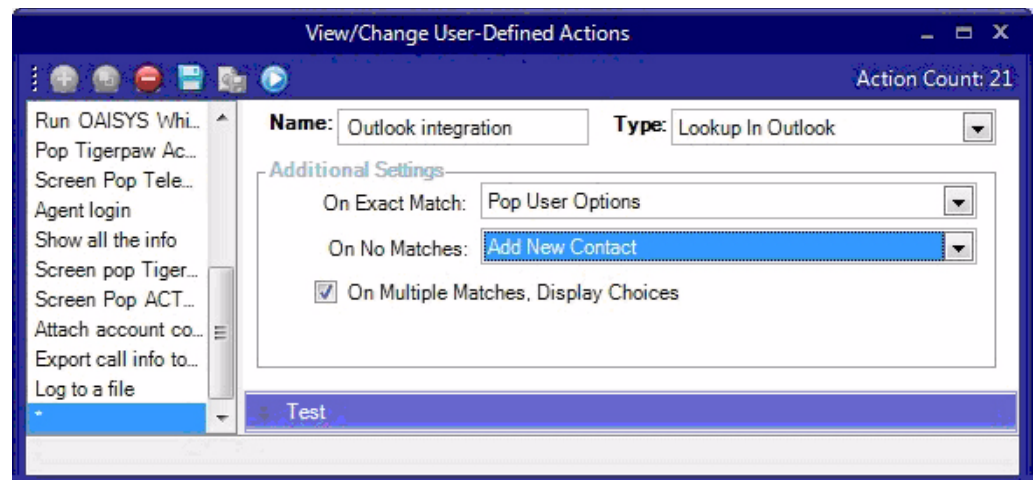 View/Change User-Defined Actions
Action Count: 21
Run OAISYS Whi...
Pop Tigerpaw Ac...
Screen Pop Tele...
Agent login
Show all the info
Screen pop Tiger...
Screen Pop ACT...
Attach account co...
Export call info to...
Log to a file
*
Name: Outlook integration Type: Lookup In Outlook
Additional Settings
On Exact Match: Pop User Options
On No Matches: Add New Contact
On Multiple Matches, Display Choices
Test